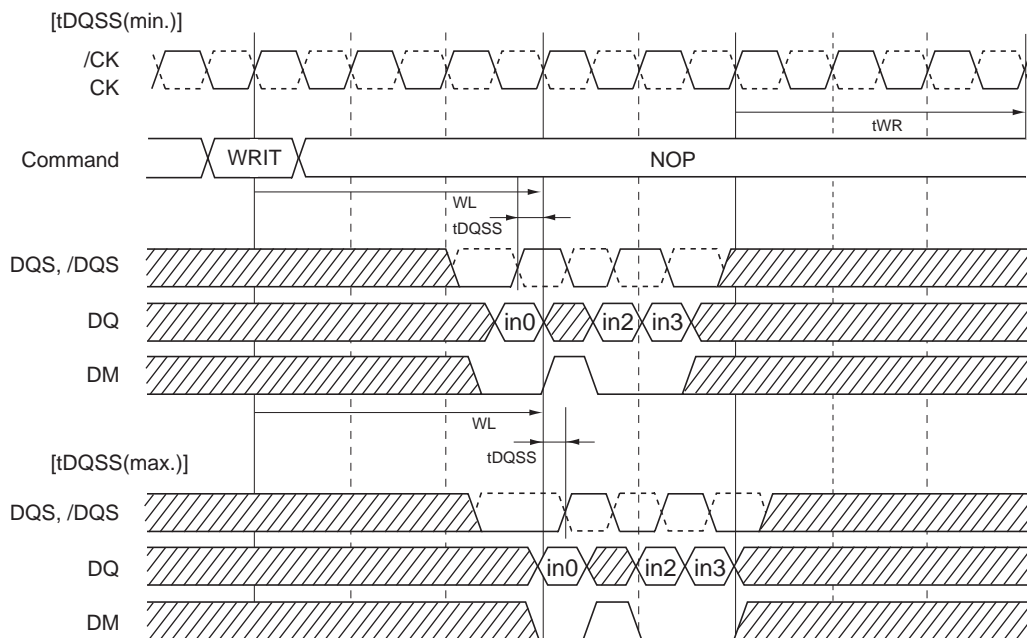 [tDQSS(min.)]
/CK
CK
tWR
Command WRIT NOP
WL
tDQSS
DQS, /DQS
DQ in0 in2 in3
DM
WL
tDQSS
[tDQSS(max.)]
DQS, /DQS
DQ in0 in2 in3
DM